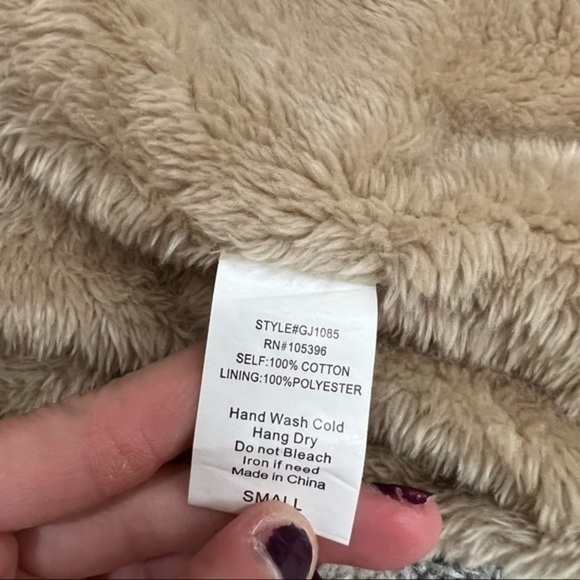 STYLE#GJ1085
RN#105396
SELF:100% COTTON
LINING:100%POLYESTER
Hand Wash Cold
Hang Dry
Do not Bleach
Iron if need
Made in China
SMALL